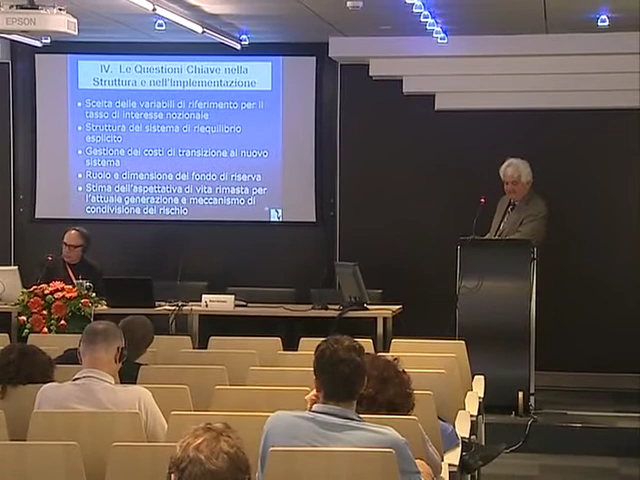 EPSON
IV. Le Questioni Chiave nella
Struttura e nell'Implementazione
• Scelta delle variabili di riferimento per il
tasso di interesse nozionale
• Struttura del sistema di riequilibrio
esplicito
• Gestione dei costi di transizione al nuovo
sistema
• Ruolo e dimensione del fondo di riserva
• Stima dell'aspettativa di vita rimasta per
l'attuale generazione e meccanismo di
condivisione del rischio